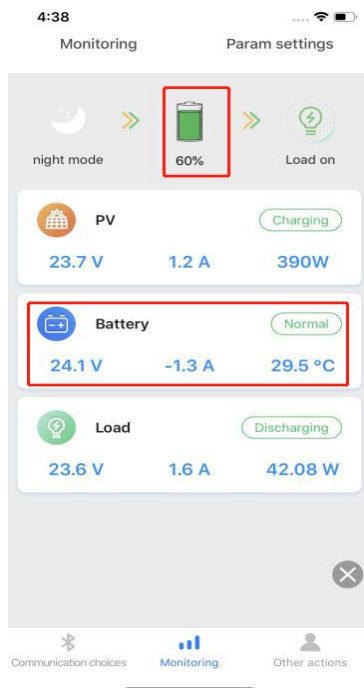 4:38
Monitoring Param settings
night mode 60% Load on
PV Charging
23.7 V 1.2 A 390W
Battery Normal
24.1 V -1.3 A 29.5 °C
Load Discharging
23.6 V 1.6 A 42.08 W
Communication choices Monitoring Other actions